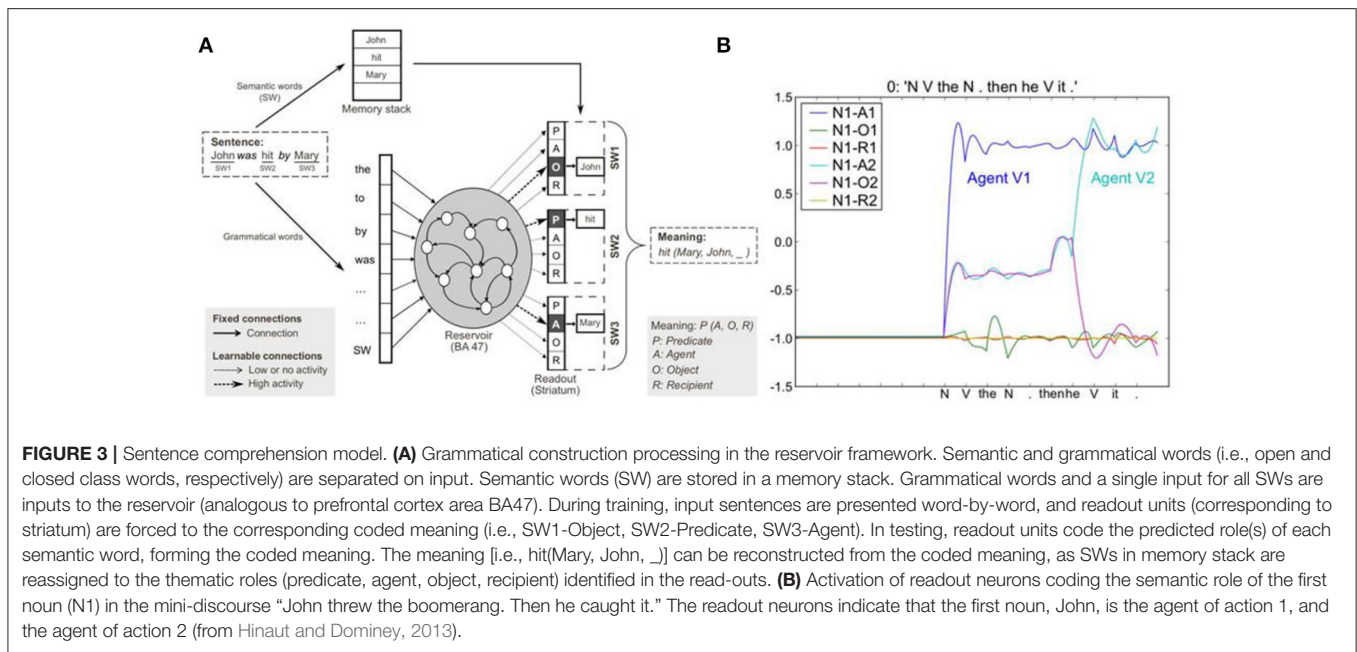 A
John
hit
Mary
Memory stack
Semantic words
(SW)
Sentence:
John was hit by Mary
SW1 SW2 SW3
Grammatical words
the
to
by
was
...
...
SW
Reservoir
(BA 47)
P
A
O
R
John
SW1
P
A
O
R
hit
SW2
P
A
O
R
Mary
SW3
Readout
(Striatum)
Meaning:
hit (Mary, John, _ )
Fixed connections
Connection
Learnable connections
Low or no activity
High activity
Meaning: P (A, O, R)
P: Predicate
A: Agent
O: Object
R: Recipient
B
0: 'N V the N . then he V it .'
1.5
1.0
0.5
0.0
-0.5
-1.0
-1.5
N1-A1
N1-O1
N1-R1
N1-A2
N1-O2
N1-R2
Agent V1
Agent V2
N V the N . thenhe V it .
FIGURE 3 | Sentence comprehension model. (A) Grammatical construction processing in the reservoir framework. Semantic and grammatical words (i.e., open and
closed class words, respectively) are separated on input. Semantic words (SW) are stored in a memory stack. Grammatical words and a single input for all SWs are
inputs to the reservoir (analogous to prefrontal cortex area BA47). During training, input sentences are presented word-by-word, and readout units (corresponding to
striatum) are forced to the corresponding coded meaning (i.e., SW1-Object, SW2-Predicate, SW3-Agent). In testing, readout units code the predicted role(s) of each
semantic word, forming the coded meaning. The meaning [i.e., hit(Mary, John, _)] can be reconstructed from the coded meaning, as SWs in memory stack are
reassigned to the thematic roles (predicate, agent, object, recipient) identified in the read-outs. (B) Activation of readout neurons coding the semantic role of the first
noun (N1) in the mini-discourse “John threw the boomerang. Then he caught it.” The readout neurons indicate that the first noun, John, is the agent of action 1, and
the agent of action 2 (from Hinaut and Dominey, 2013).